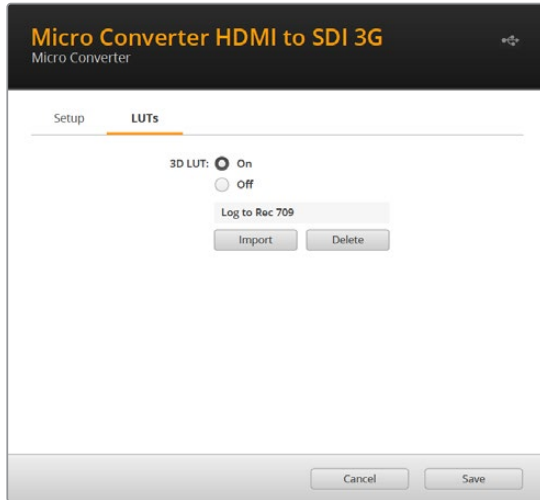 Micro Converter HDMI to SDI 3G
Micro Converter
Setup LUTs
3D LUT: On
Off
Log to Rec 709
Import Delete
Cancel Save